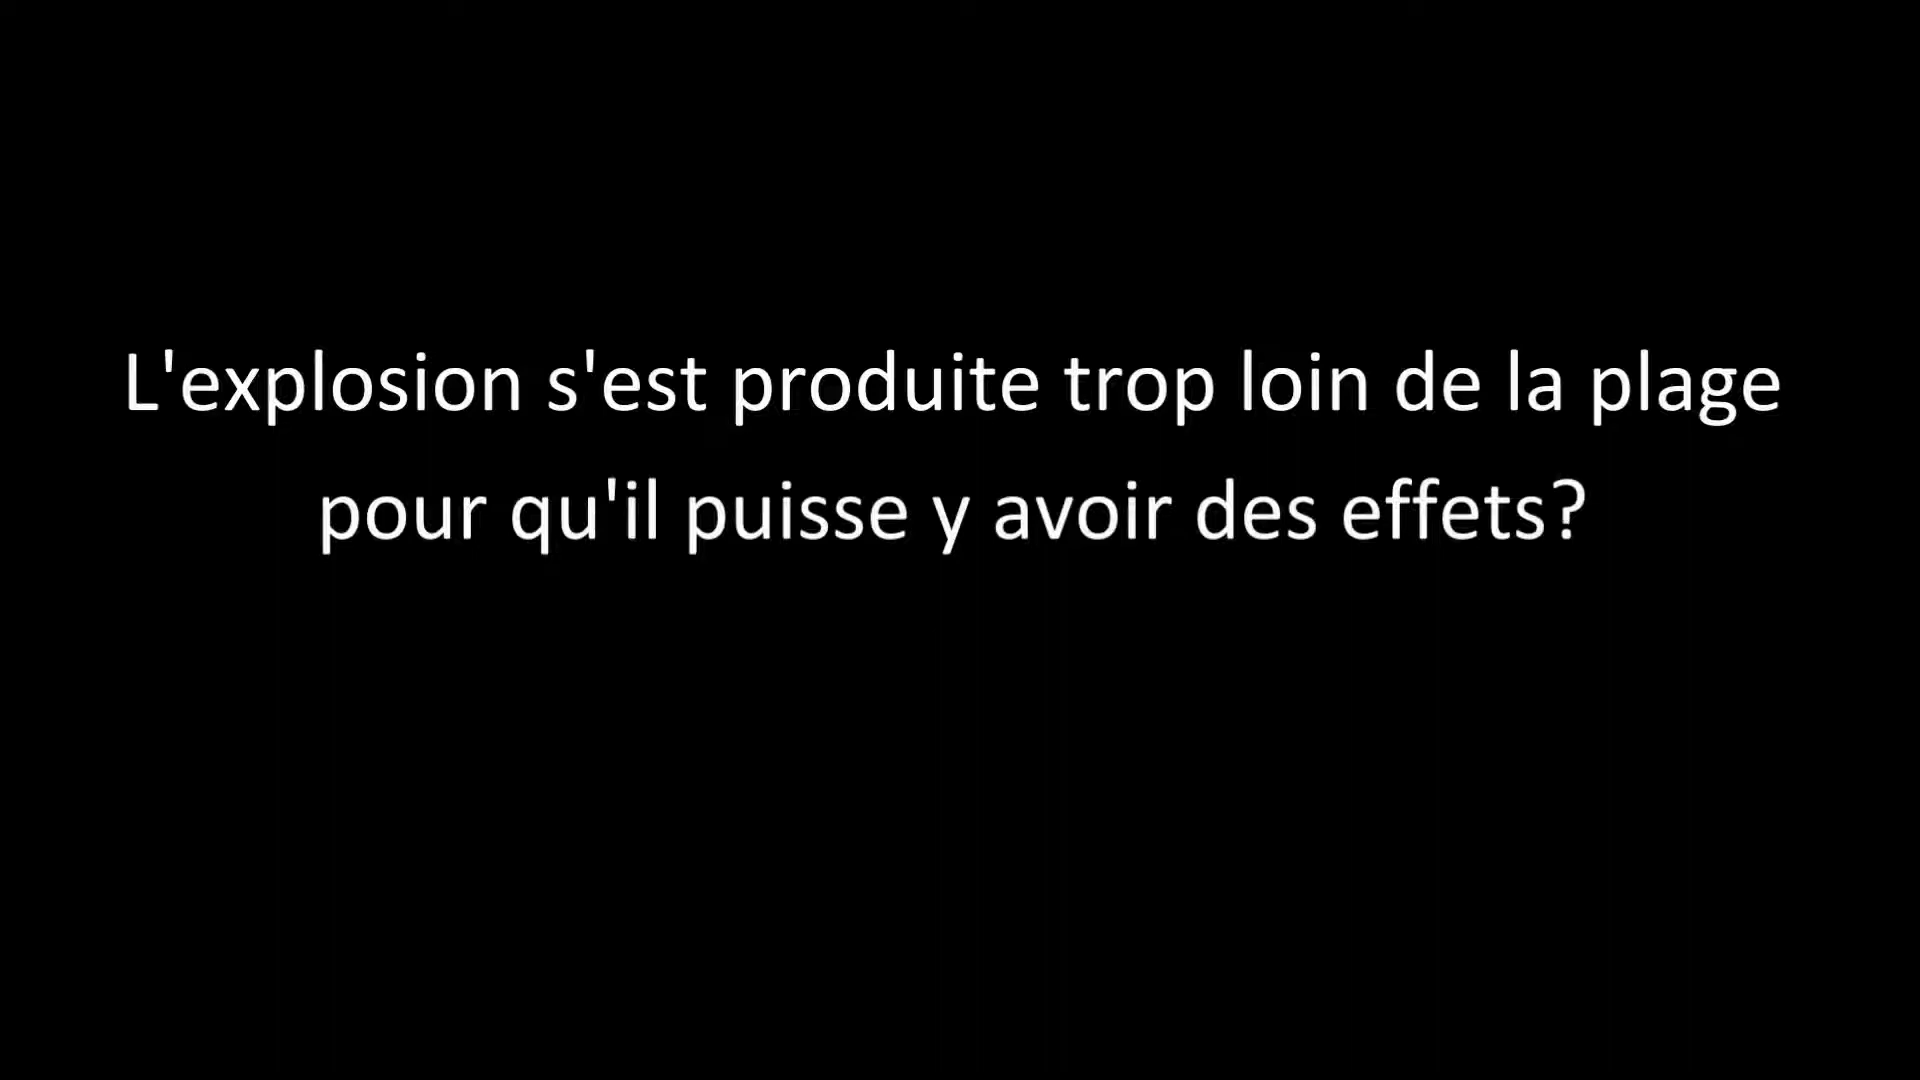 L'explosion s'est produite trop loin de la plage
pour qu'il puisse y avoir des effets?